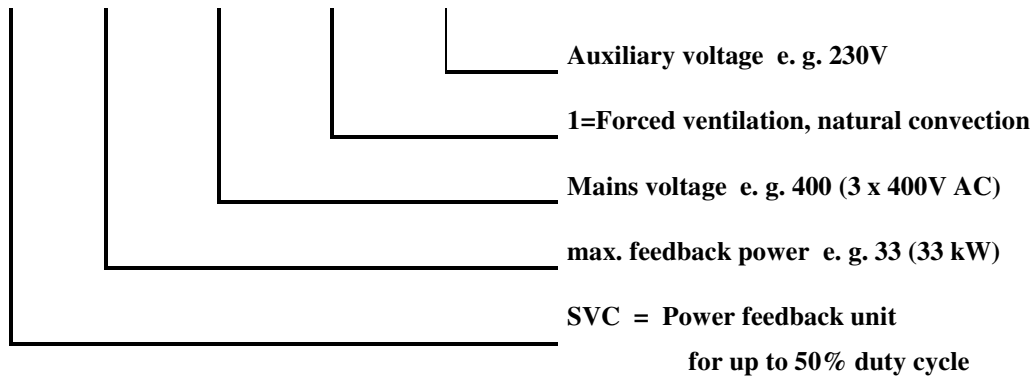 Auxiliary voltage e. g. 230V
1=Forced ventilation, natural convection
Mains voltage e. g. 400 (3 x 400V AC)
max. feedback power e. g. 33 (33 kW)
SVC = Power feedback unit
for up to 50% duty cycle